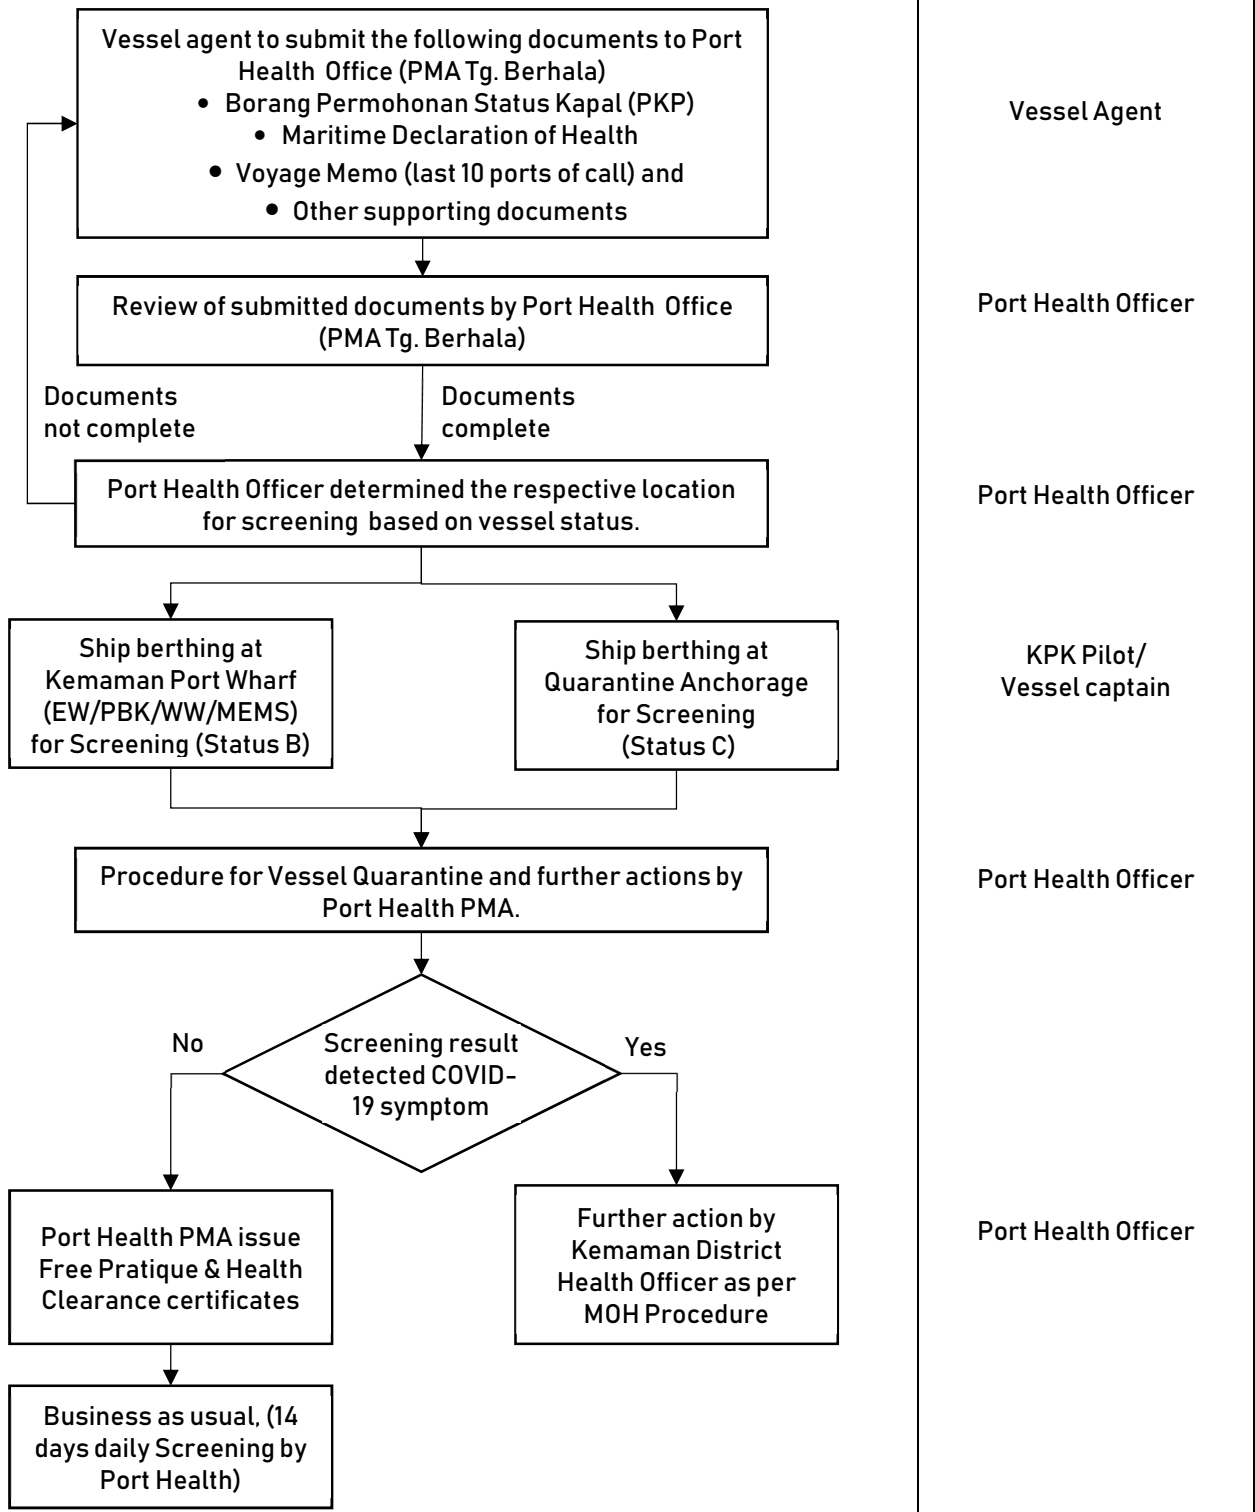 Vessel agent to submit the following documents to Port
Health Office (PMA Tg. Berhala)
• Borang Permohonan Status Kapal (PKP)
• Maritime Declaration of Health
• Voyage Memo (last 10 ports of call) and
• Other supporting documents
Vessel Agent
Review of submitted documents by Port Health Office
(PMA Tg. Berhala)
Port Health Officer
Documents
not complete
Documents
complete
Port Health Officer determined the respective location
for screening based on vessel status.
Port Health Officer
Ship berthing at
Kemaman Port Wharf
(EW/PBK/WW/MEMS)
for Screening (Status B)
Ship berthing at
Quarantine Anchorage
for Screening
(Status C)
KPK Pilot/
Vessel captain
Procedure for Vessel Quarantine and further actions by
Port Health PMA.
Port Health Officer
No
Screening result
detected COVID-
19 symptom
Yes
Port Health PMA issue
Free Pratique & Health
Clearance certificates
Further action by
Kemaman District
Health Officer as per
MOH Procedure
Port Health Officer
Business as usual, (14
days daily Screening by
Port Health)